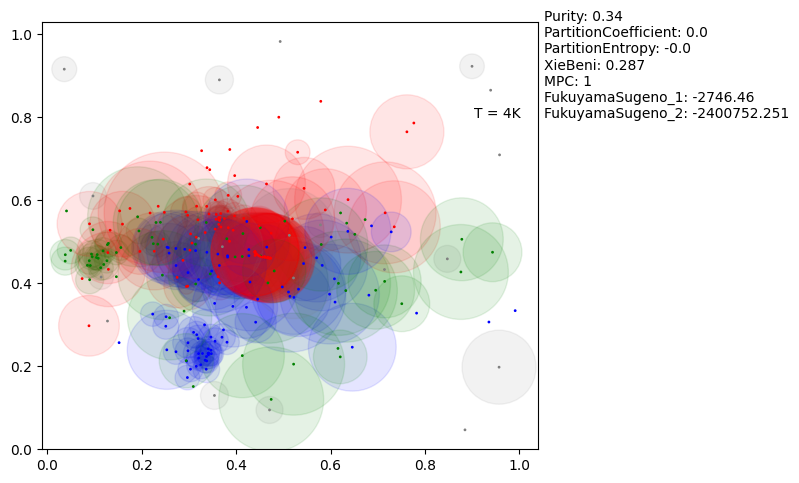 Purity: 0.34
PartitionCoefficient: 0.0
PartitionEntropy: -0.0
XieBeni: 0.287
MPC: 1
FukuyamaSugeno_1: -2746.46
FukuyamaSugeno_2: -2400752.251
T = 4K
1.0
0.8
0.6
0.4
0.2
0.0
0.0 0.2 0.4 0.6 0.8 1.0